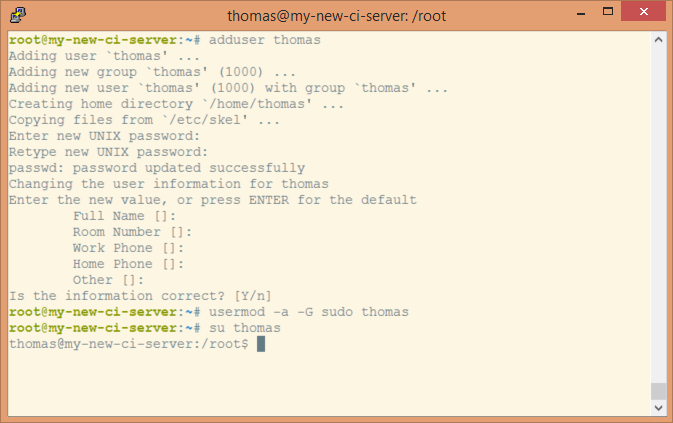 thomas@my-new-ci-server: /root
root@my-new-ci-server:~# adduser thomas
Adding user `thomas' ...
Adding new group `thomas' (1000) ...
Adding new user `thomas' (1000) with group `thomas' ...
Creating home directory `/home/thomas' ...
Copying files from `/etc/skel' ...
Enter new UNIX password:
Retype new UNIX password:
passwd: password updated successfully
Changing the user information for thomas
Enter the new value, or press ENTER for the default
        Full Name []:
        Room Number []:
        Work Phone []:
        Home Phone []:
        Other []:
Is the information correct? [Y/n]
root@my-new-ci-server:~# usermod -a -G sudo thomas
root@my-new-ci-server:~# su thomas
thomas@my-new-ci-server:/root$